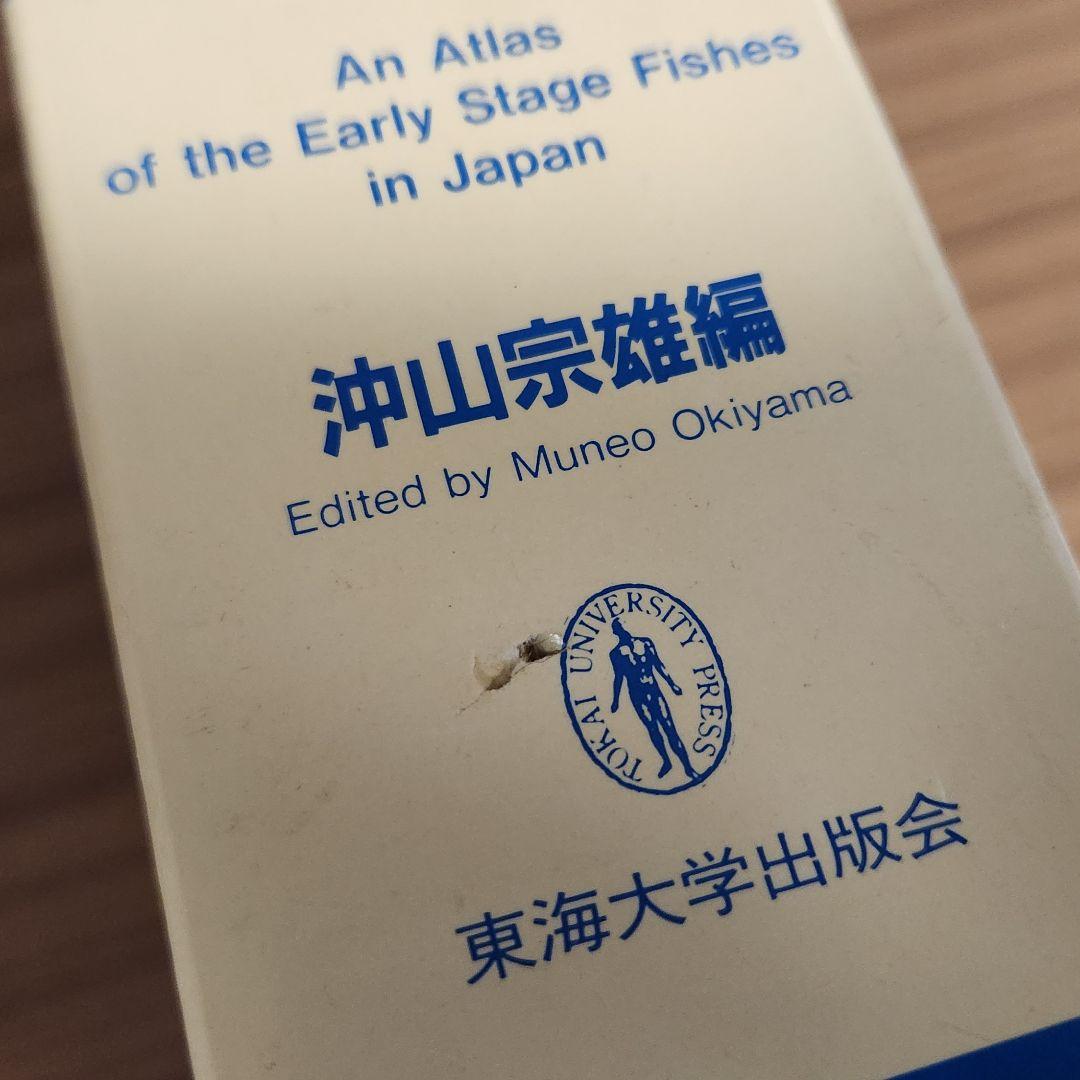 An Atlas
of the Early Stage Fishes
in Japan
沖山宗雄編
Edited by Muneo Okiyama
TOKAI UNIVERSITY PRESS
東海大学出版会